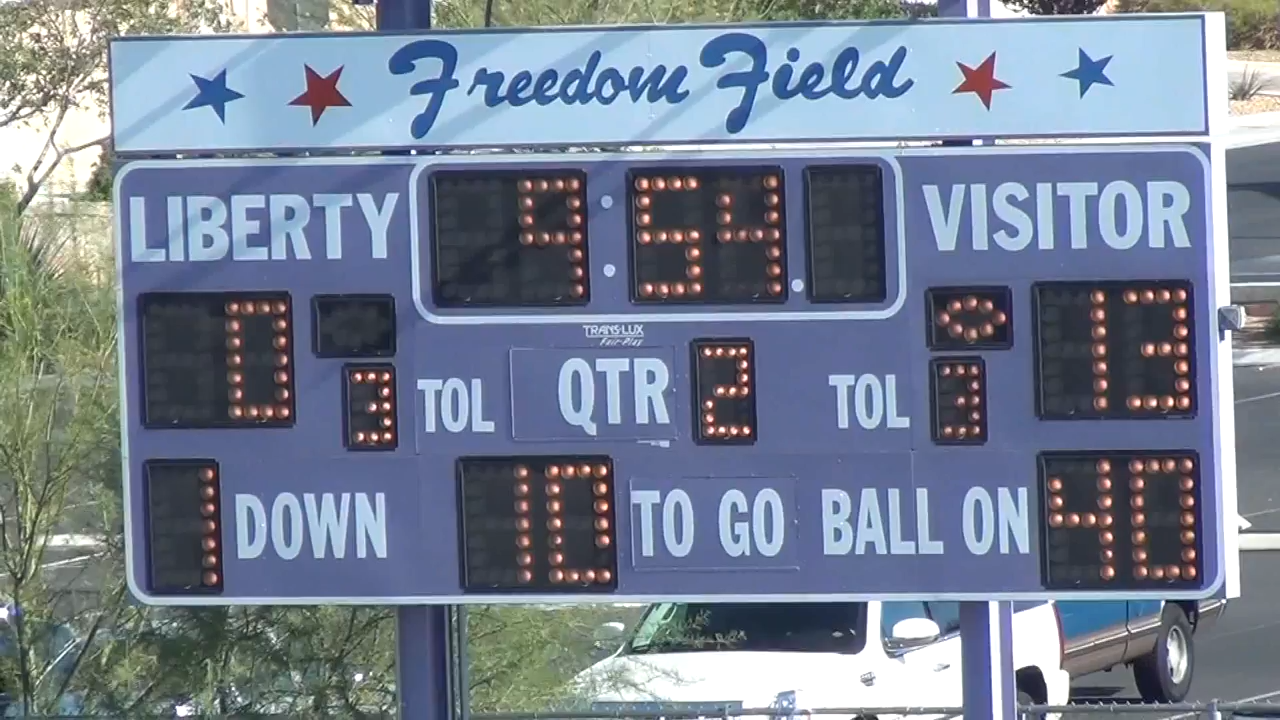 Freedom Field
LIBERTY 9:54 VISITOR
0 13
TRANS-LUX
Fair-Play
3 TOL QTR 2 TOL 3
1 DOWN 10 TO GO BALL ON 40